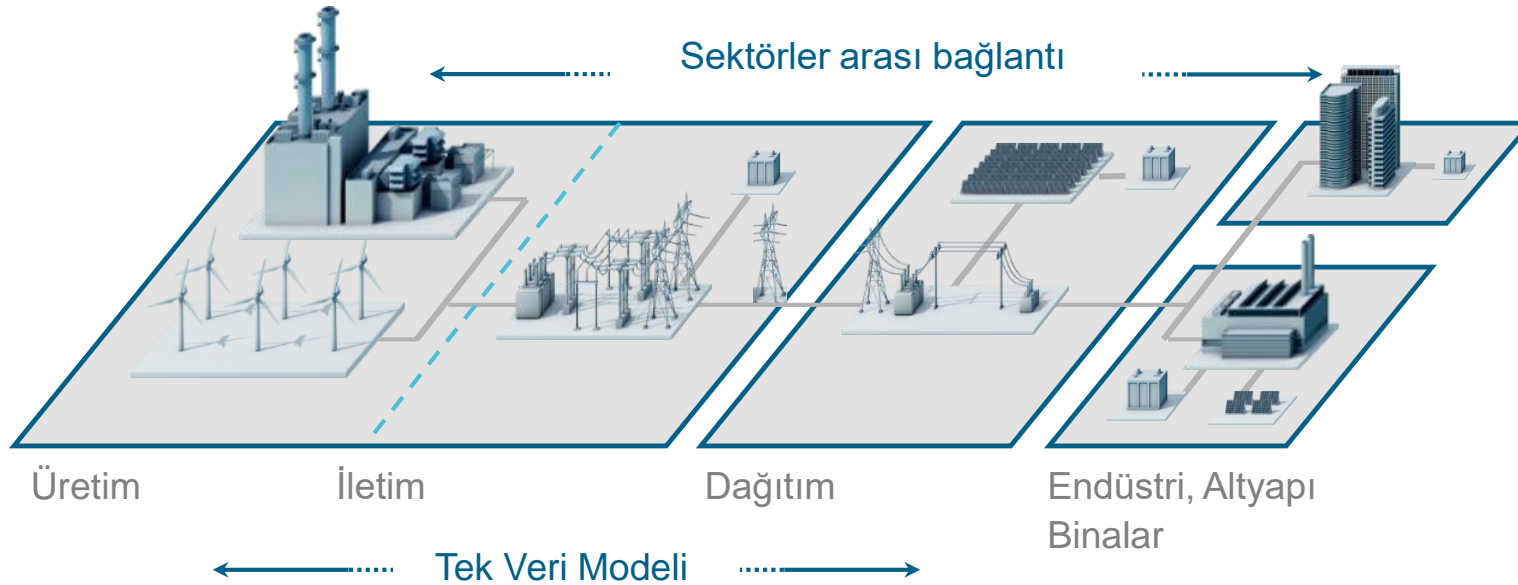 Sektörler arası bağlantı
Üretim
İletim
Dağıtım
Endüstri, Altyapı
Binalar
Tek Veri Modeli